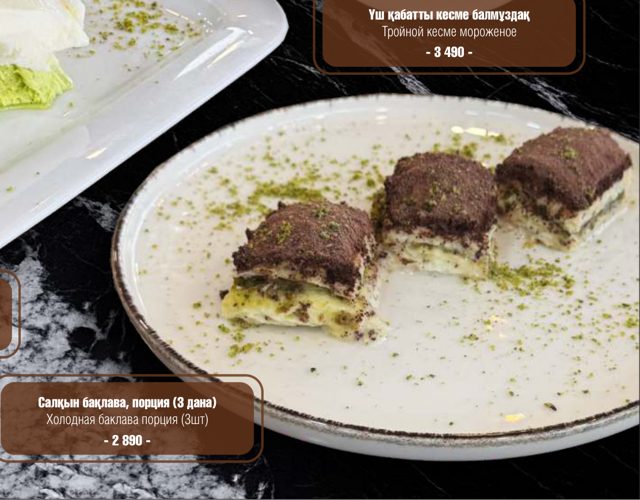 Үш қабатты кесме балмұздақ
Тройной кесме мороженое
- 3 490 -
Салқын бақлава, порция (3 дана)
Холодная баклава порция (3шт)
- 2 890 -